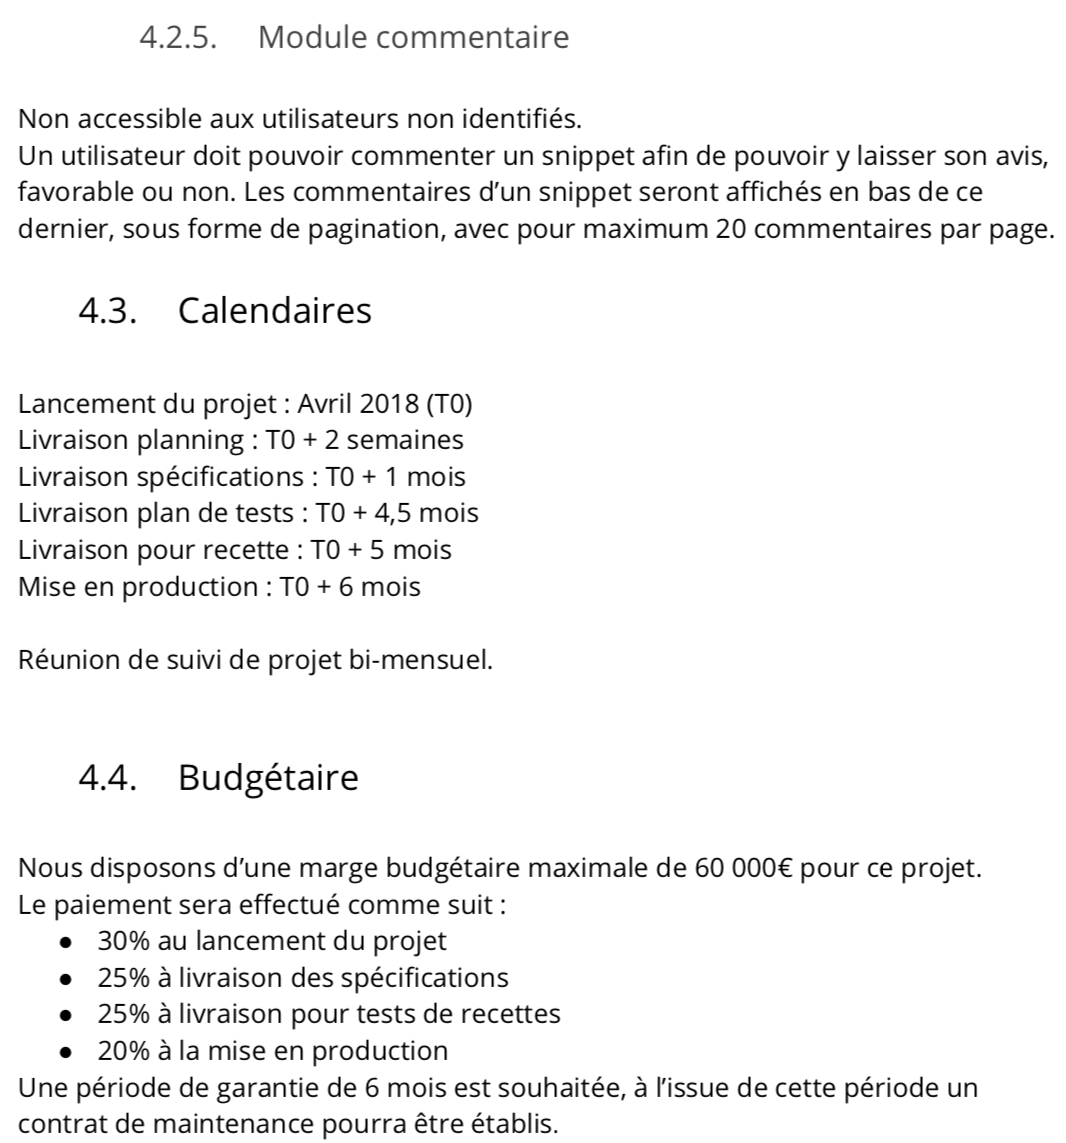 4.2.5. Module commentaire
Non accessible aux utilisateurs non identifiés.
Un utilisateur doit pouvoir commenter un snippet afin de pouvoir y laisser son avis,
favorable ou non. Les commentaires d’un snippet seront affichés en bas de ce
dernier, sous forme de pagination, avec pour maximum 20 commentaires par page.
4.3. Calendaires
Lancement du projet : Avril 2018 (T0)
Livraison planning : T0 + 2 semaines
Livraison spécifications : T0 + 1 mois
Livraison plan de tests : T0 + 4,5 mois
Livraison pour recette : T0 + 5 mois
Mise en production : T0 + 6 mois
Réunion de suivi de projet bi-mensuel.
4.4. Budgétaire
Nous disposons d’une marge budgétaire maximale de 60 000€ pour ce projet.
Le paiement sera effectué comme suit :
● 30% au lancement du projet
● 25% à livraison des spécifications
● 25% à livraison pour tests de recettes
● 20% à la mise en production
Une période de garantie de 6 mois est souhaitée, à l’issue de cette période un
contrat de maintenance pourra être établis.